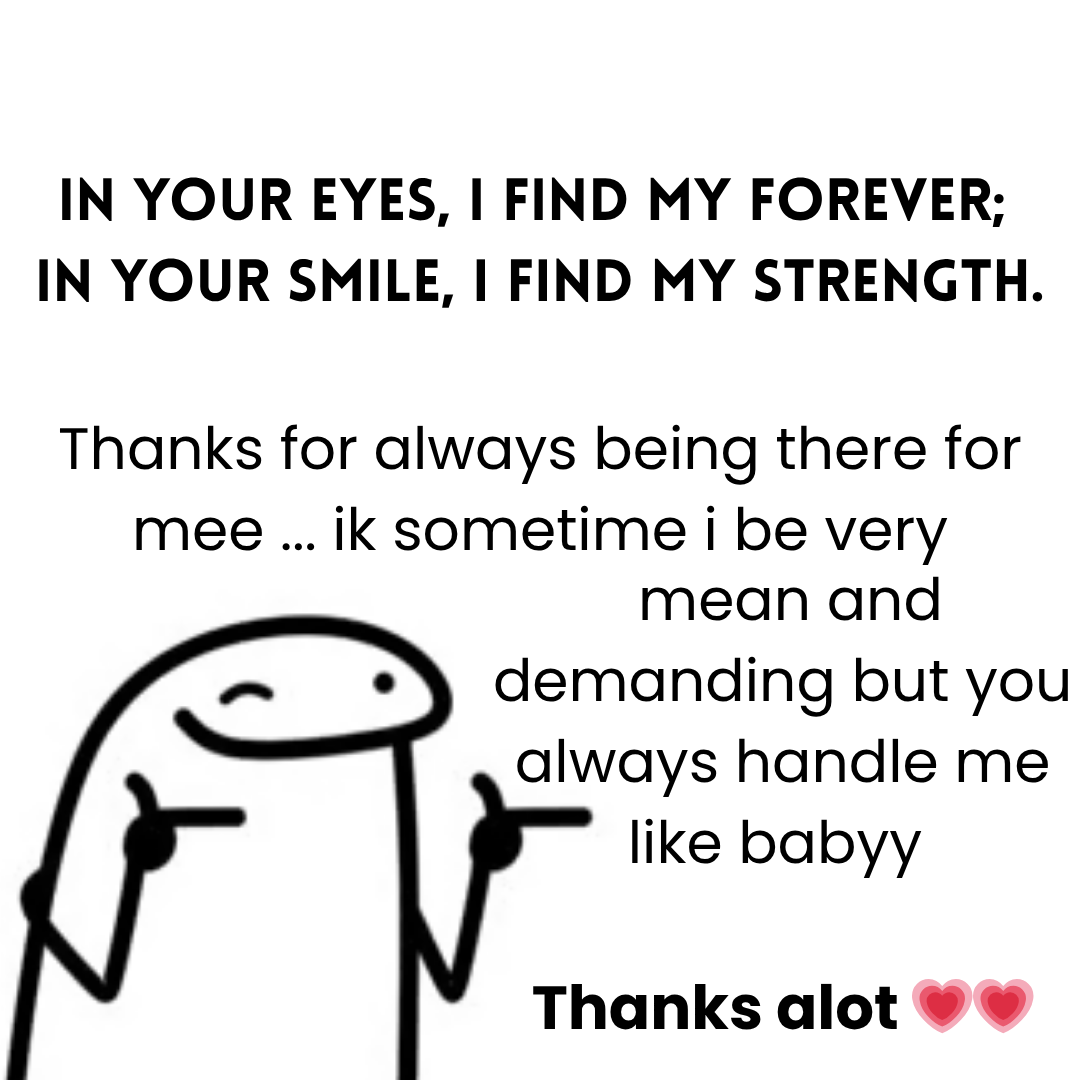 IN YOUR EYES, I FIND MY FOREVER;
IN YOUR SMILE, I FIND MY STRENGTH.
Thanks for always being there for
mee ... ik sometime i be very
mean and
demanding but you
always handle me
like babyy
Thanks alot 💗💗